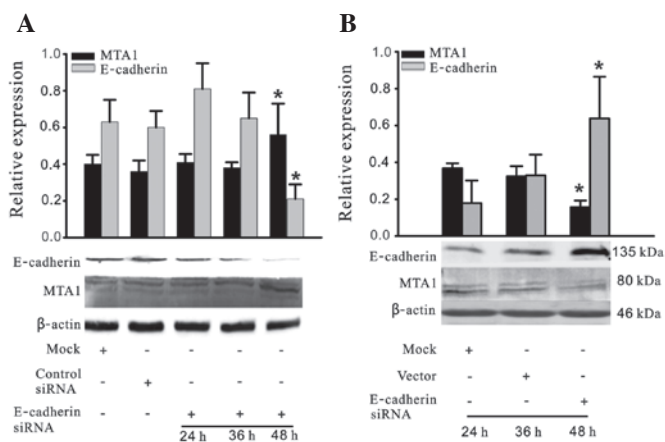 A
MTA1
E-cadherin
Relative expression
1.0
0.8
0.6
0.4
0.2
0.0
*
*
E-cadherin
MTA1
β-actin
Mock + - - - -
Control siRNA - + - - -
E-cadherin siRNA - - + + +
24 h 36 h 48 h
B
MTA1
E-cadherin
Relative expression
1.0
0.8
0.6
0.4
0.2
0.0
*
*
E-cadherin 135 kDa
MTA1 80 kDa
β-actin 46 kDa
Mock + - -
Vector - + -
E-cadherin siRNA - - +
24 h 36 h 48 h